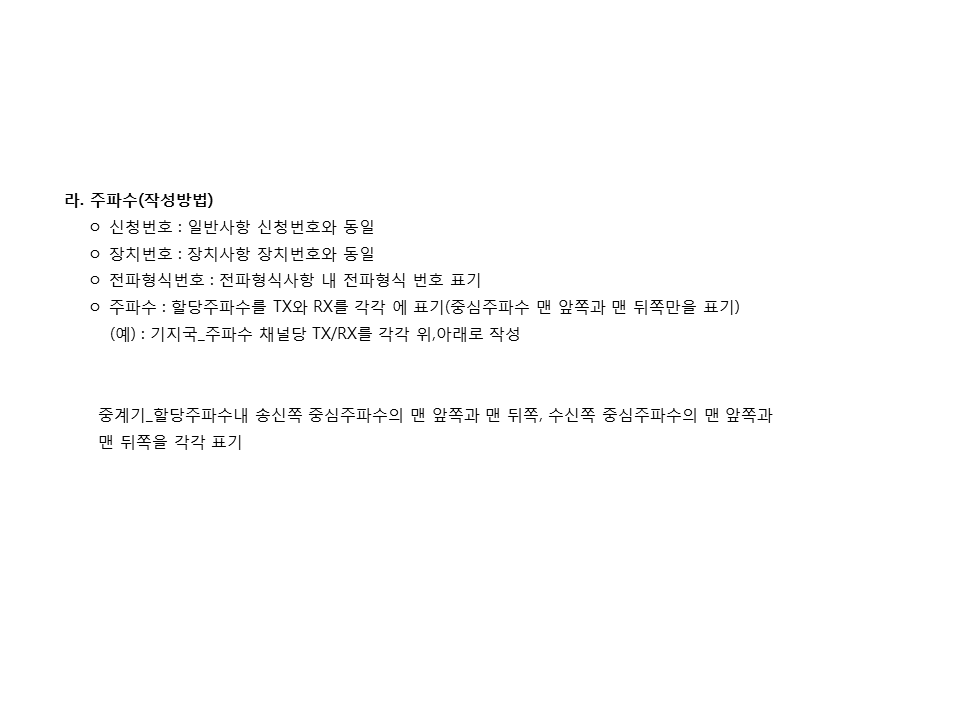 라. 주파수(작성방법)
ㅇ 신청번호 : 일반사항 신청번호와 동일
ㅇ 장치번호 : 장치사항 장치번호와 동일
ㅇ 전파형식번호 : 전파형식사항 내 전파형식 번호 표기
ㅇ 주파수 : 할당주파수를 TX와 RX를 각각 에 표기(중심주파수 맨 앞쪽과 맨 뒤쪽만을 표기)
(예) : 기지국_주파수 채널당 TX/RX를 각각 위,아래로 작성
중계기_할당주파수내 송신쪽 중심주파수의 맨 앞쪽과 맨 뒤쪽, 수신쪽 중심주파수의 맨 앞쪽과
맨 뒤쪽을 각각 표기